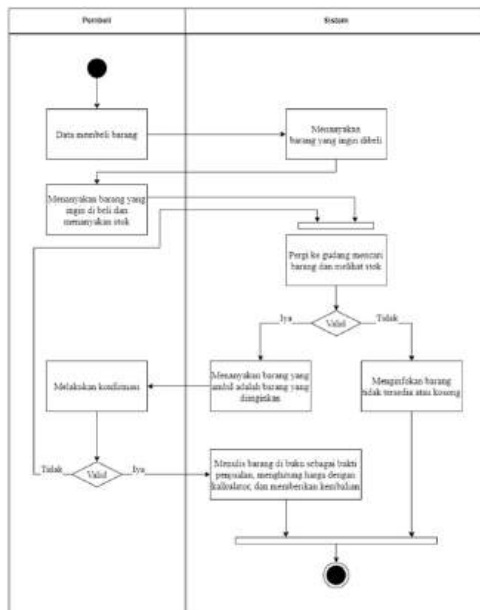 Pembeli
Sistem
Data membeli barang
Menanyakan
barang yang ingin dibeli
Menanyakan barang yang
ingin di beli dan
menanyakan stok
Pergi ke gudang mencari
barang dan melihat stok
Iya
Valid
Tidak
Melakukan konfirmasi
Menanyakan barang yang
ambil adalah barang yang
diinginkan
Menginfokan barang
tidak tersedia atau kosong
Tidak
Valid
Iya
Menulis barang di buku sebagai bukti
penjualan, menghitung harga dengan
kalkulator, dan memberikan kembalian